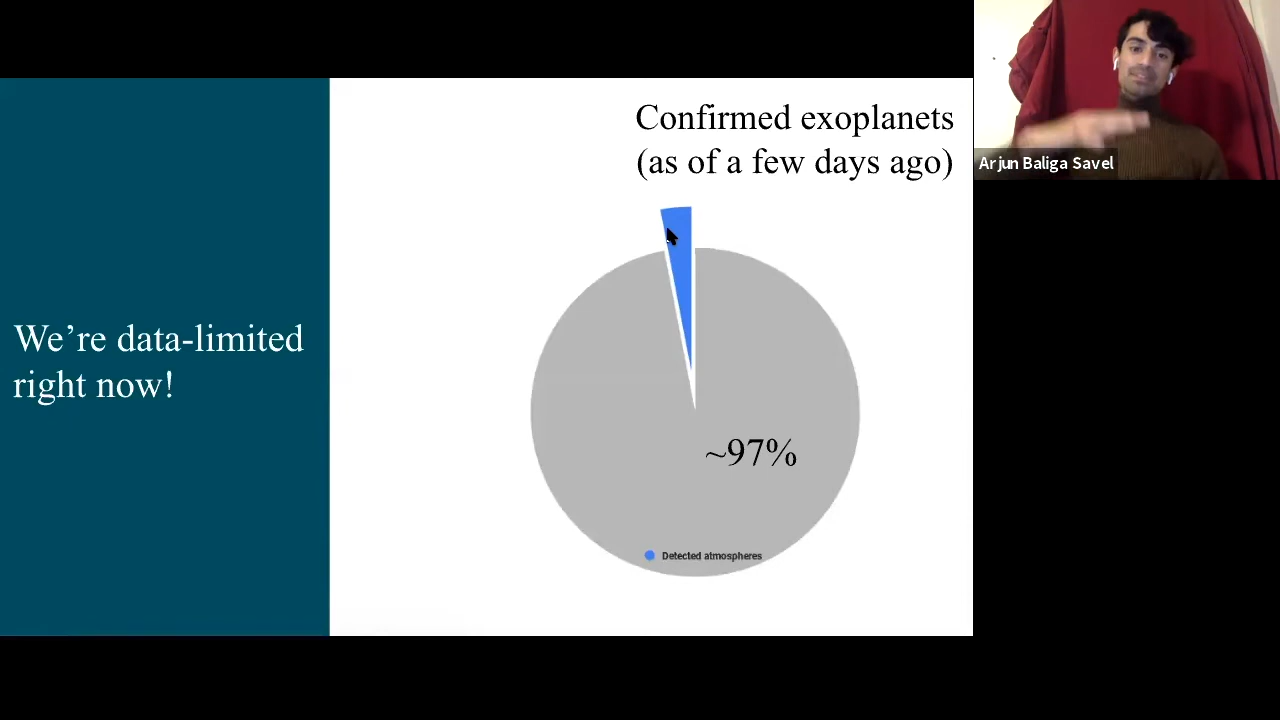 We’re data-limited
right now!
Confirmed exoplanets
(as of a few days ago)
~97%
Detected atmospheres
Arjun Baliga Savel